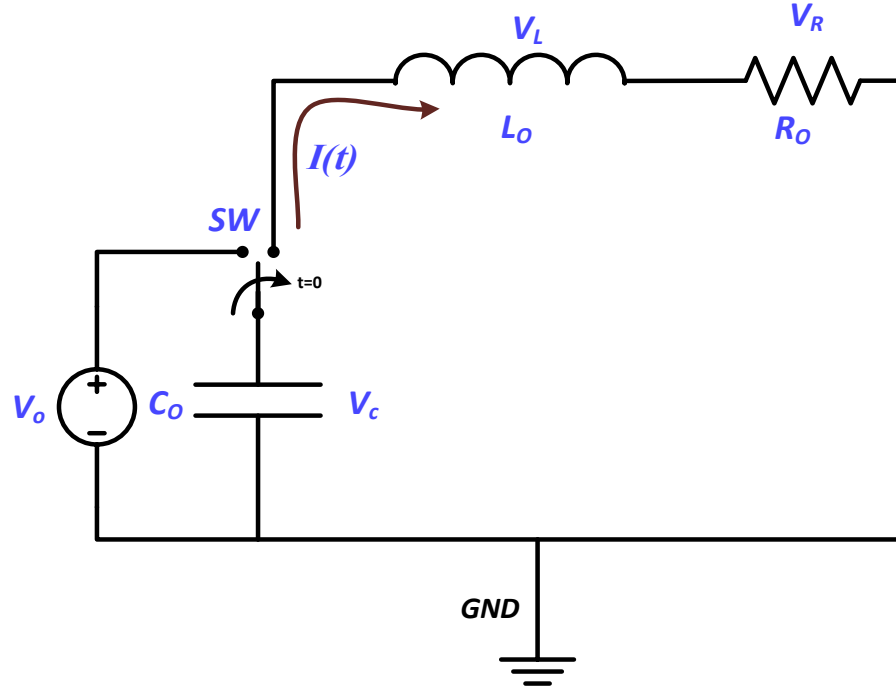 V_L
V_R
L_O
R_O
I(t)
SW
t=0
+
V_o
C_O
V_c
GND